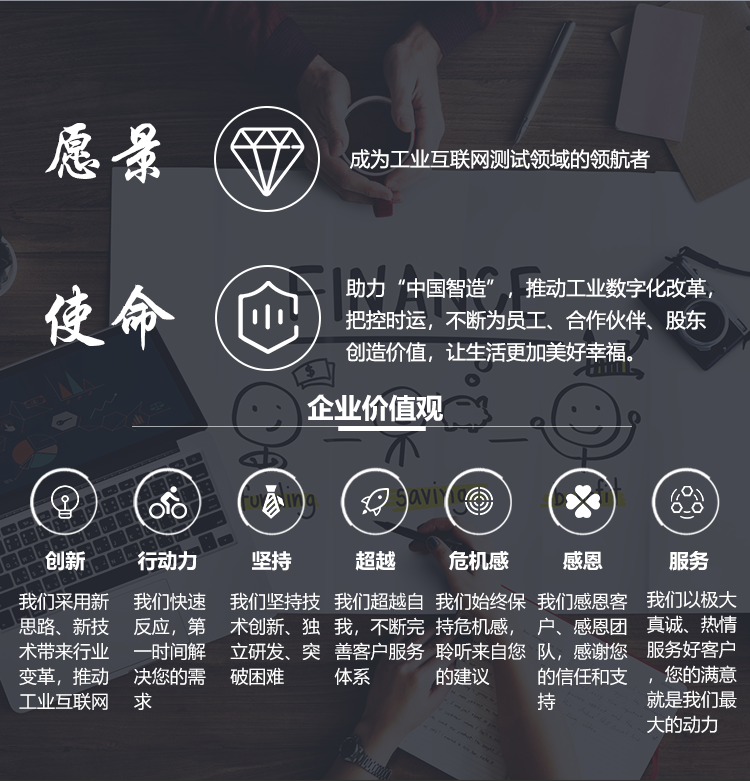 愿景
成为工业互联网测试领域的领航者
使命
助力“中国智造”，推动工业数字化改革，
把控时运，不断为员工、合作伙伴、股东
创造价值，让生活更加美好幸福。
FINANCE
企业价值观
funding
saving
benefit
创新
行动力
坚持
超越
危机感
感恩
服务
我们采用新
思路、新技
术带来行业
变革，推动
工业互联网
我们快速
反应，第
一时间解
决您的需
求
我们坚持技
术创新、独
立研发、突
破困难
我们超越自
我，不断完
善客户服务
体系
我们始终保
持危机感，
聆听来自您
的建议
我们感恩客
户、感恩团
队，感谢您
的信任和支
持
我们以极大
真诚、热情
服务好客户
，您的满意
就是我们最
大的动力